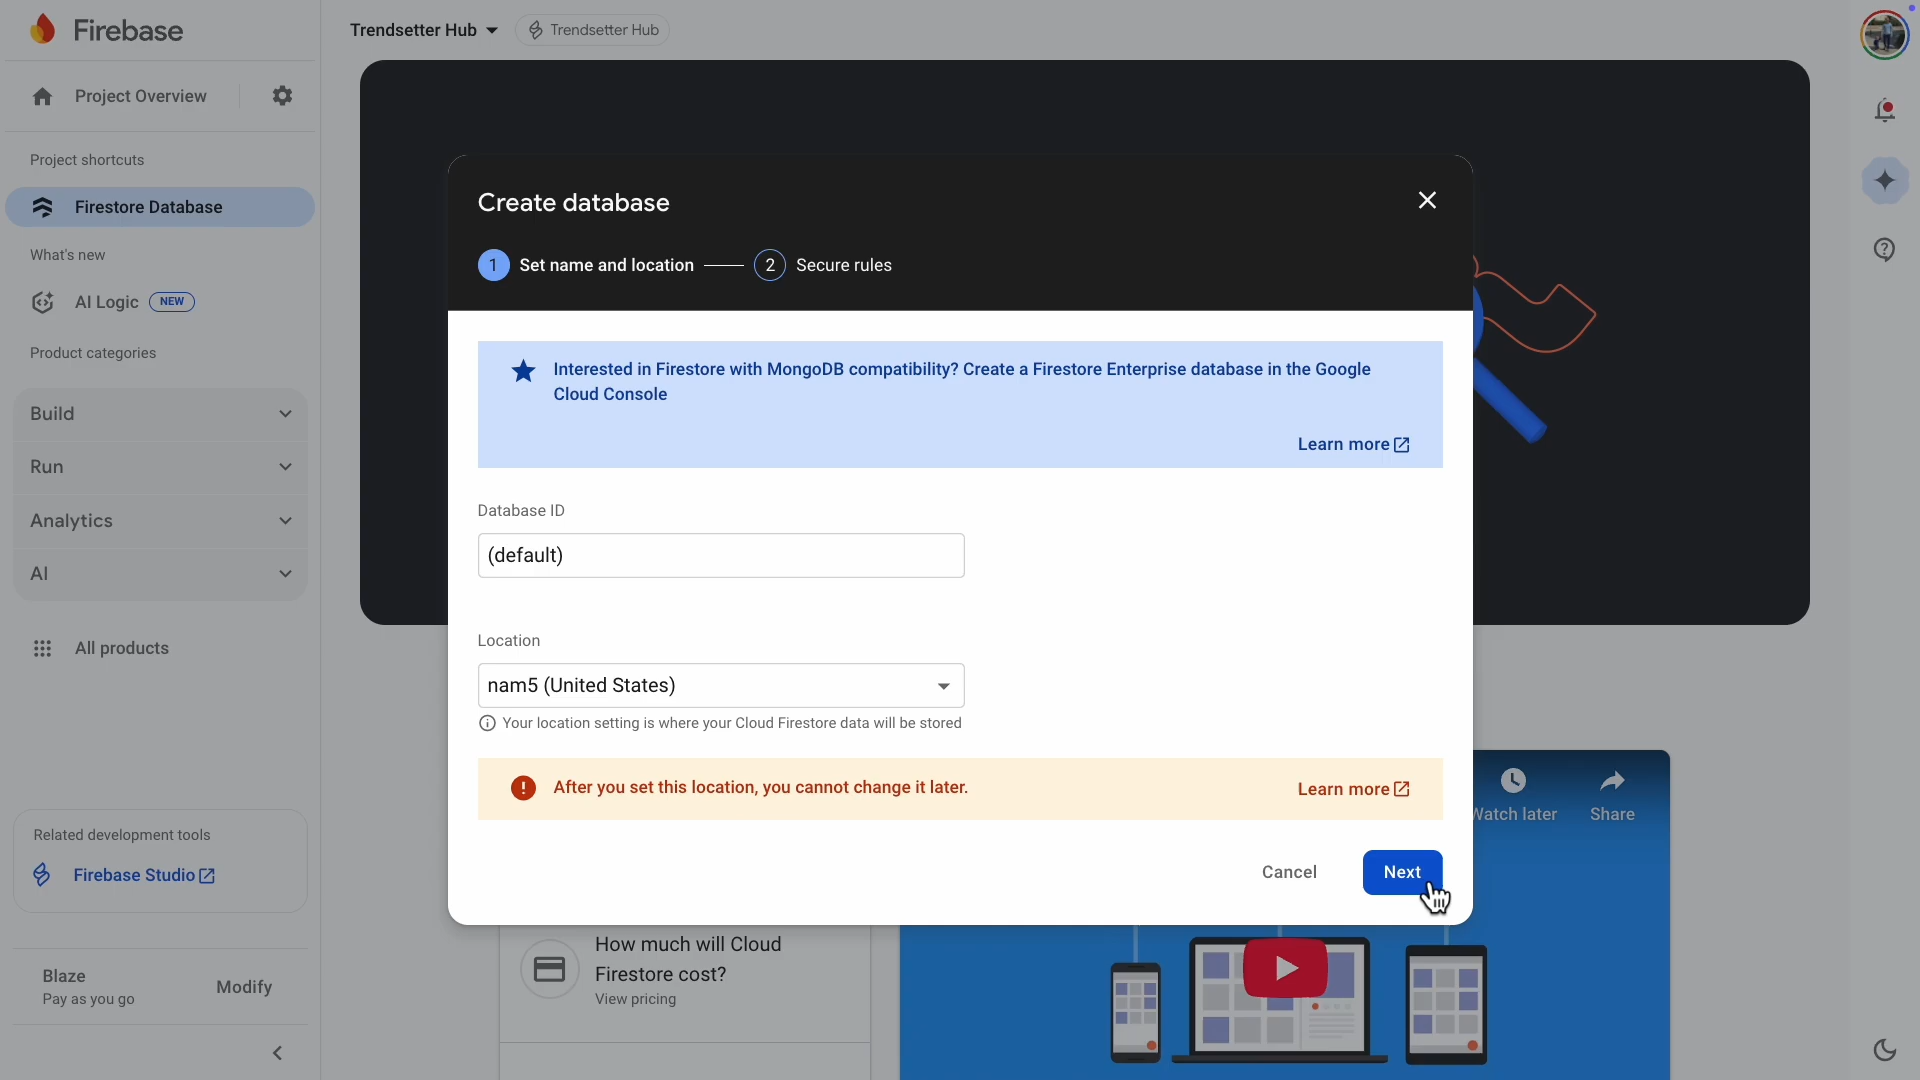 Firebase
Project Overview
Project shortcuts
Firestore Database
What's new
AI Logic NEW
Product categories
Build
Run
Analytics
AI
All products
Related development tools
Firebase Studio
Blaze
Pay as you go
Modify
Trendsetter Hub
Trendsetter Hub
Create database
1 Set name and location
2 Secure rules
Interested in Firestore with MongoDB compatibility? Create a Firestore Enterprise database in the Google
Cloud Console
Learn more
Database ID
(default)
Location
nam5 (United States)
Your location setting is where your Cloud Firestore data will be stored
After you set this location, you cannot change it later.
Learn more
Cancel
Next
Watch later
Share
How much will Cloud
Firestore cost?
View pricing